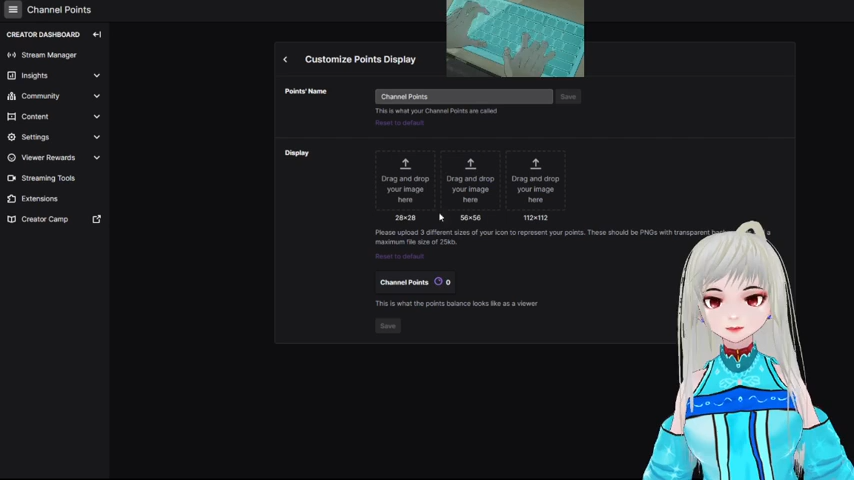 Channel Points
CREATOR DASHBOARD
Stream Manager
Insights
Community
Content
Settings
Viewer Rewards
Streaming Tools
Extensions
Creator Camp
Customize Points Display
Points' Name
Channel Points
Save
This is what your Channel Points are called
Reset to default
Display
Drag and drop your image here
Drag and drop your image here
Drag and drop your image here
28×28
56×56
112×112
Please upload 3 different sizes of your icon to represent your points. These should be PNGs with transparent
maximum file size of 25kb.
Reset to default
Channel Points 0
This is what the points balance looks like as a viewer
Save